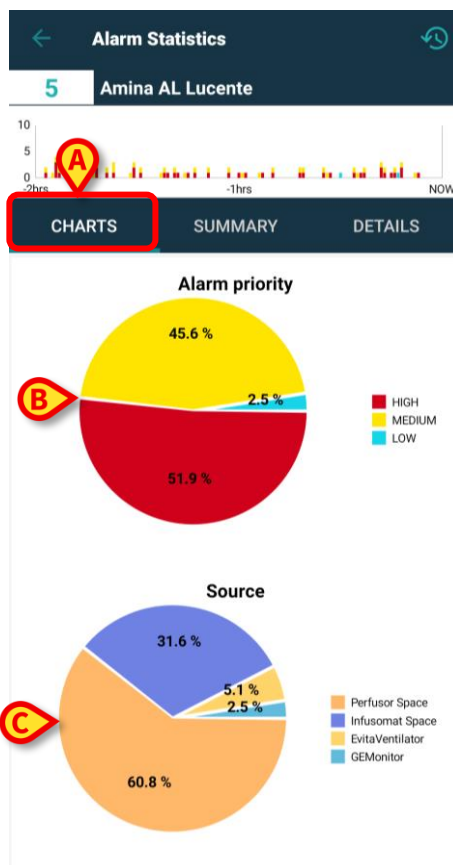 Alarm Statistics
5 Amina AL Lucente
10
5
0
-2hrs -1hrs NOW
A
CHARTS SUMMARY DETAILS
Alarm priority
45.6 %
2.5 %
51.9 %
B
HIGH
MEDIUM
LOW
Source
31.6 %
5.1 %
2.5 %
60.8 %
C
Perfusor Space
Infusomat Space
EvitaVentilator
GEMonitor